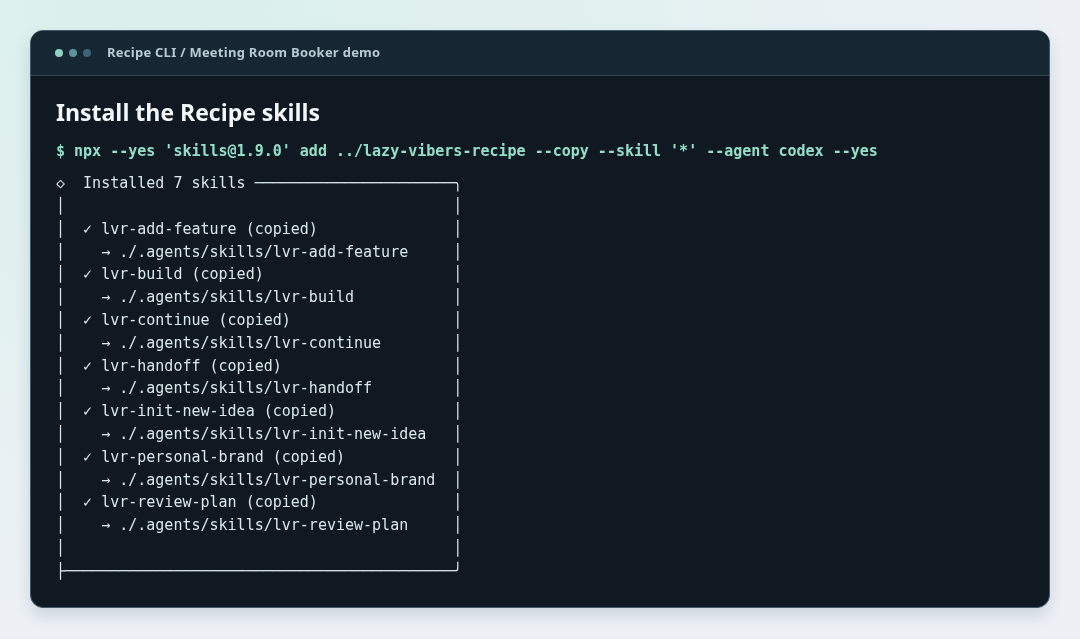 Recipe CLI / Meeting Room Booker demo
Install the Recipe skills
$ npx --yes 'skills@1.9.0' add ../lazy-vibers-recipe --copy --skill '*' --agent codex --yes
◇  Installed 7 skills ──────────────────────╮
│                                           │
│  ✓ lvr-add-feature (copied)               │
│    → ./.agents/skills/lvr-add-feature     │
│  ✓ lvr-build (copied)                     │
│    → ./.agents/skills/lvr-build           │
│  ✓ lvr-continue (copied)                  │
│    → ./.agents/skills/lvr-continue        │
│  ✓ lvr-handoff (copied)                   │
│    → ./.agents/skills/lvr-handoff         │
│  ✓ lvr-init-new-idea (copied)             │
│    → ./.agents/skills/lvr-init-new-idea   │
│  ✓ lvr-personal-brand (copied)            │
│    → ./.agents/skills/lvr-personal-brand  │
│  ✓ lvr-review-plan (copied)               │
│    → ./.agents/skills/lvr-review-plan     │
│                                           │
├───────────────────────────────────────────╯